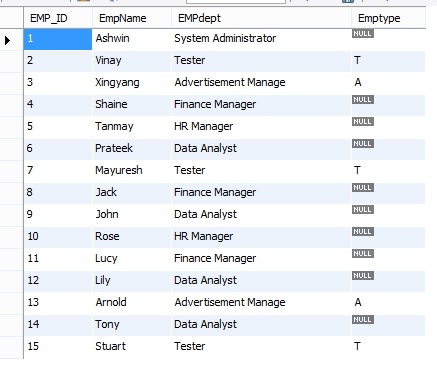 EMP_ID EmpName EMPdept Emptype
1 Ashwin System Administrator NULL
2 Vinay Tester T
3 Xingyang Advertisement Manage A
4 Shaine Finance Manager NULL
5 Tanmay HR Manager NULL
6 Prateek Data Analyst NULL
7 Mayuresh Tester T
8 Jack Finance Manager NULL
9 John Data Analyst NULL
10 Rose HR Manager NULL
11 Lucy Finance Manager NULL
12 Lily Data Analyst NULL
13 Arnold Advertisement Manage A
14 Tony Data Analyst NULL
15 Stuart Tester T